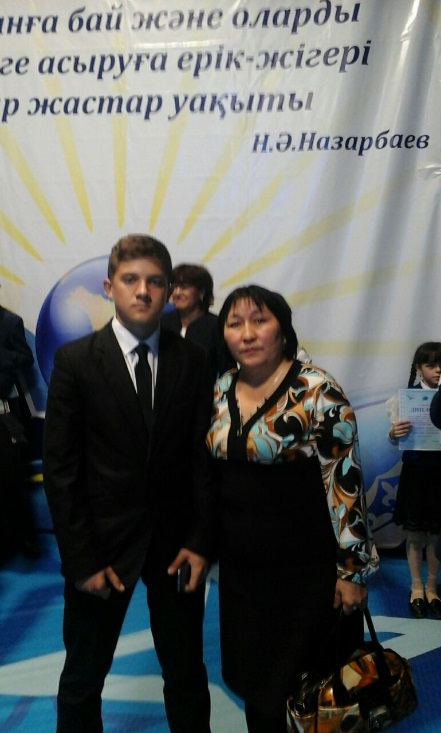 анға бай және оларды
ге асыруға ерік-жігері
р жастар уақыты
Н.Ә.Назарбаев